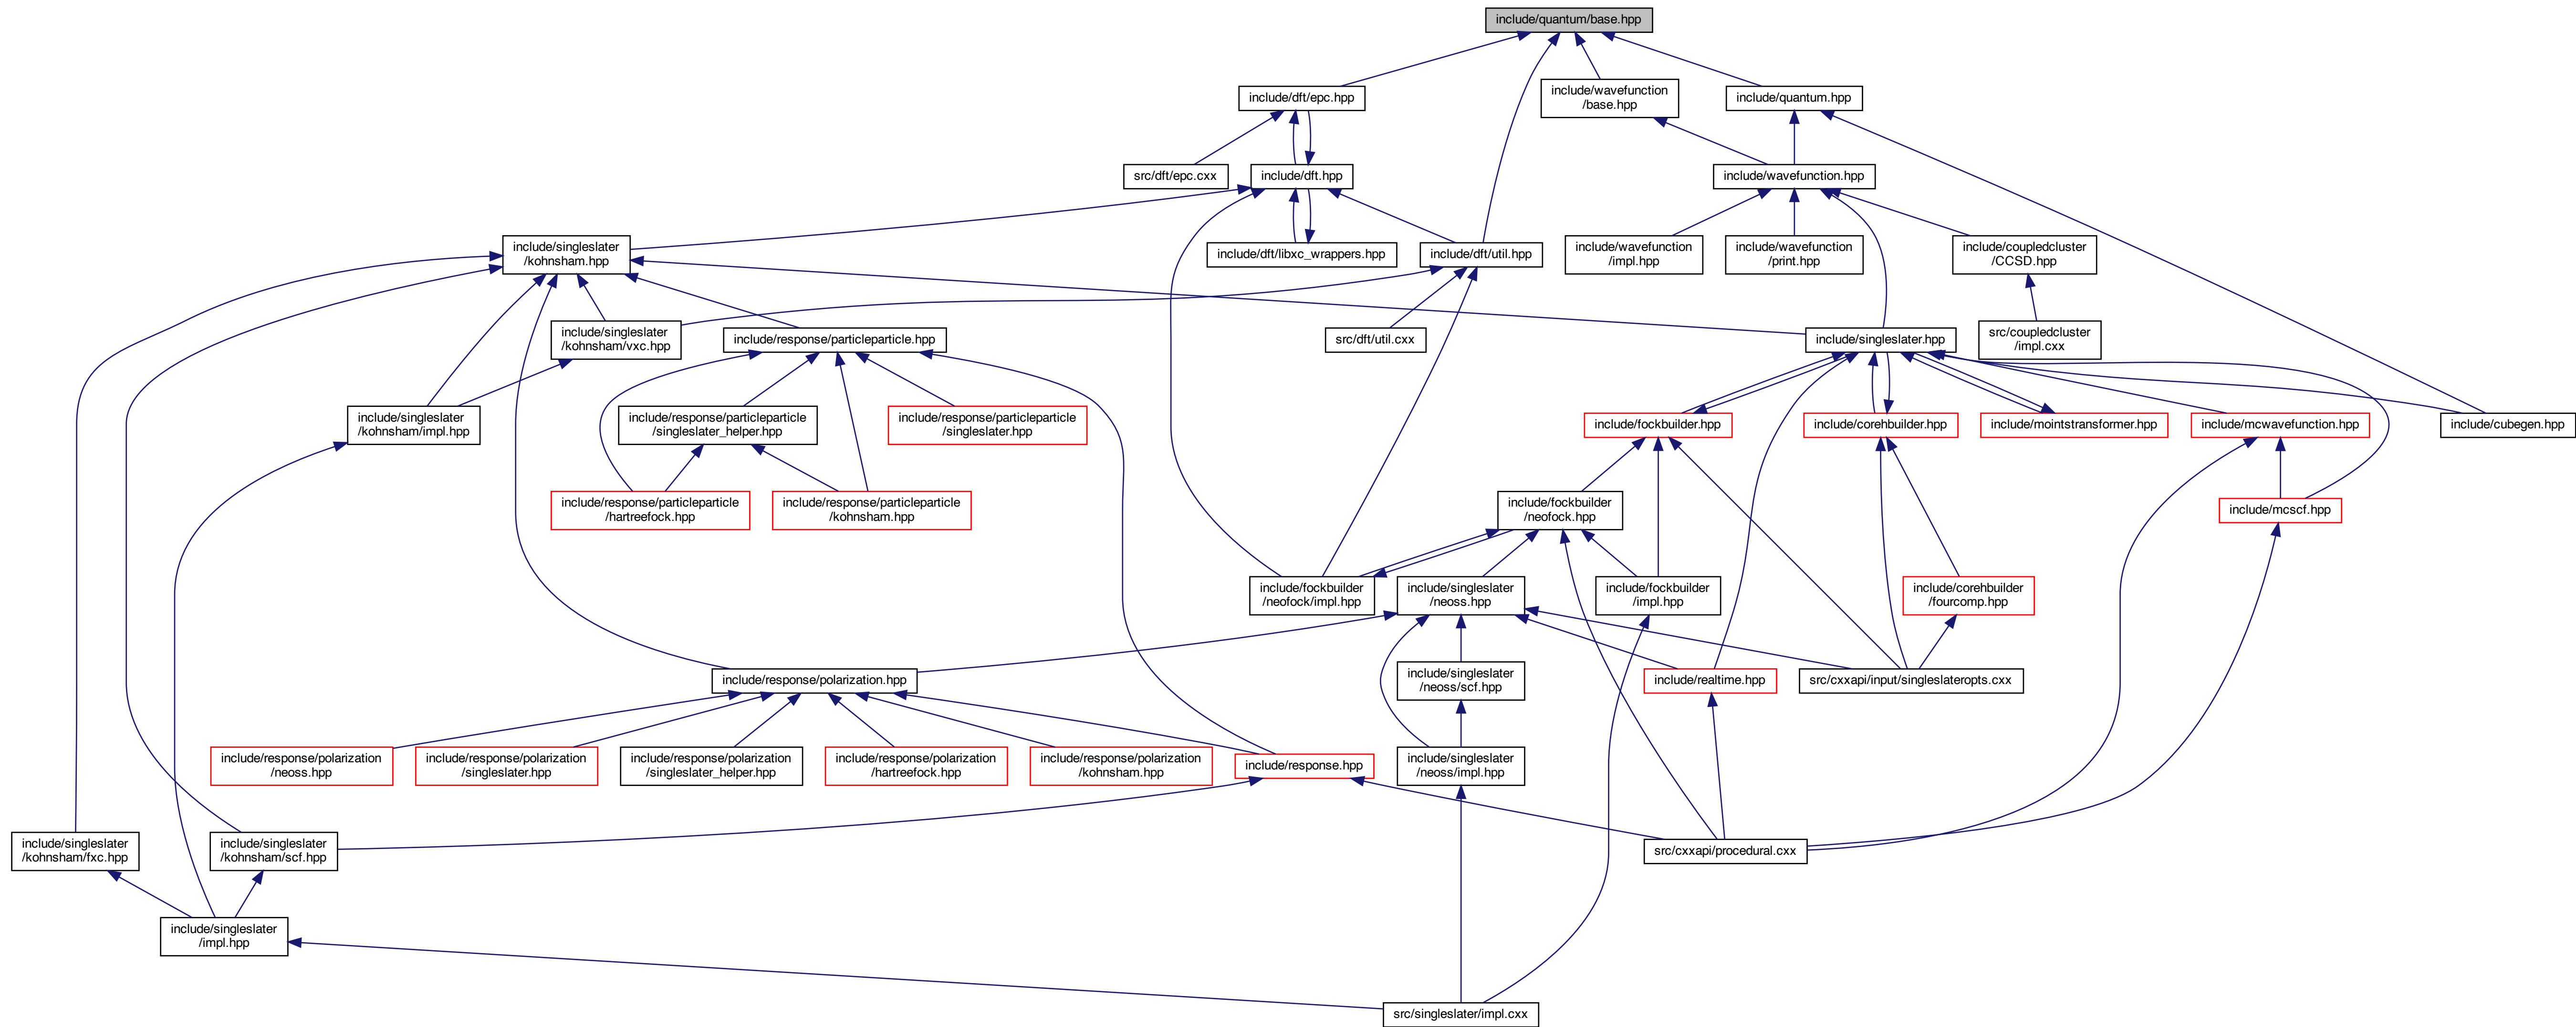 include/quantum/base.hpp
include/dft/epc.hpp
include/wavefunction
/base.hpp
include/quantum.hpp
src/dft/epc.cxx
include/dft.hpp
include/wavefunction.hpp
include/singleslater
/kohnsham.hpp
include/dft/libxc_wrappers.hpp
include/dft/util.hpp
include/wavefunction
/impl.hpp
include/wavefunction
/print.hpp
include/coupledcluster
/CCSD.hpp
include/singleslater
/kohnsham/vxc.hpp
include/response/particleparticle.hpp
src/dft/util.cxx
include/singleslater.hpp
src/coupledcluster
/impl.cxx
include/singleslater
/kohnsham/impl.hpp
include/response/particleparticle
/singleslater_helper.hpp
include/response/particleparticle
/singleslater.hpp
include/fockbuilder.hpp
include/corehbuilder.hpp
include/mointstransformer.hpp
include/mcwavefunction.hpp
include/cubegen.hpp
include/response/particleparticle
/hartreefock.hpp
include/response/particleparticle
/kohnsham.hpp
include/fockbuilder
/neofock.hpp
include/mcscf.hpp
include/fockbuilder
/neofock/impl.hpp
include/singleslater
/neoss.hpp
include/fockbuilder
/impl.hpp
include/corehbuilder
/fourcomp.hpp
include/response/polarization.hpp
include/singleslater
/neoss/scf.hpp
include/realtime.hpp
src/cxxapi/input/singleslateropts.cxx
include/response/polarization
/neoss.hpp
include/response/polarization
/singleslater.hpp
include/response/polarization
/singleslater_helper.hpp
include/response/polarization
/hartreefock.hpp
include/response/polarization
/kohnsham.hpp
include/response.hpp
include/singleslater
/neoss/impl.hpp
include/singleslater
/kohnsham/fxc.hpp
include/singleslater
/kohnsham/scf.hpp
src/cxxapi/procedural.cxx
include/singleslater
/impl.hpp
src/singleslater/impl.cxx